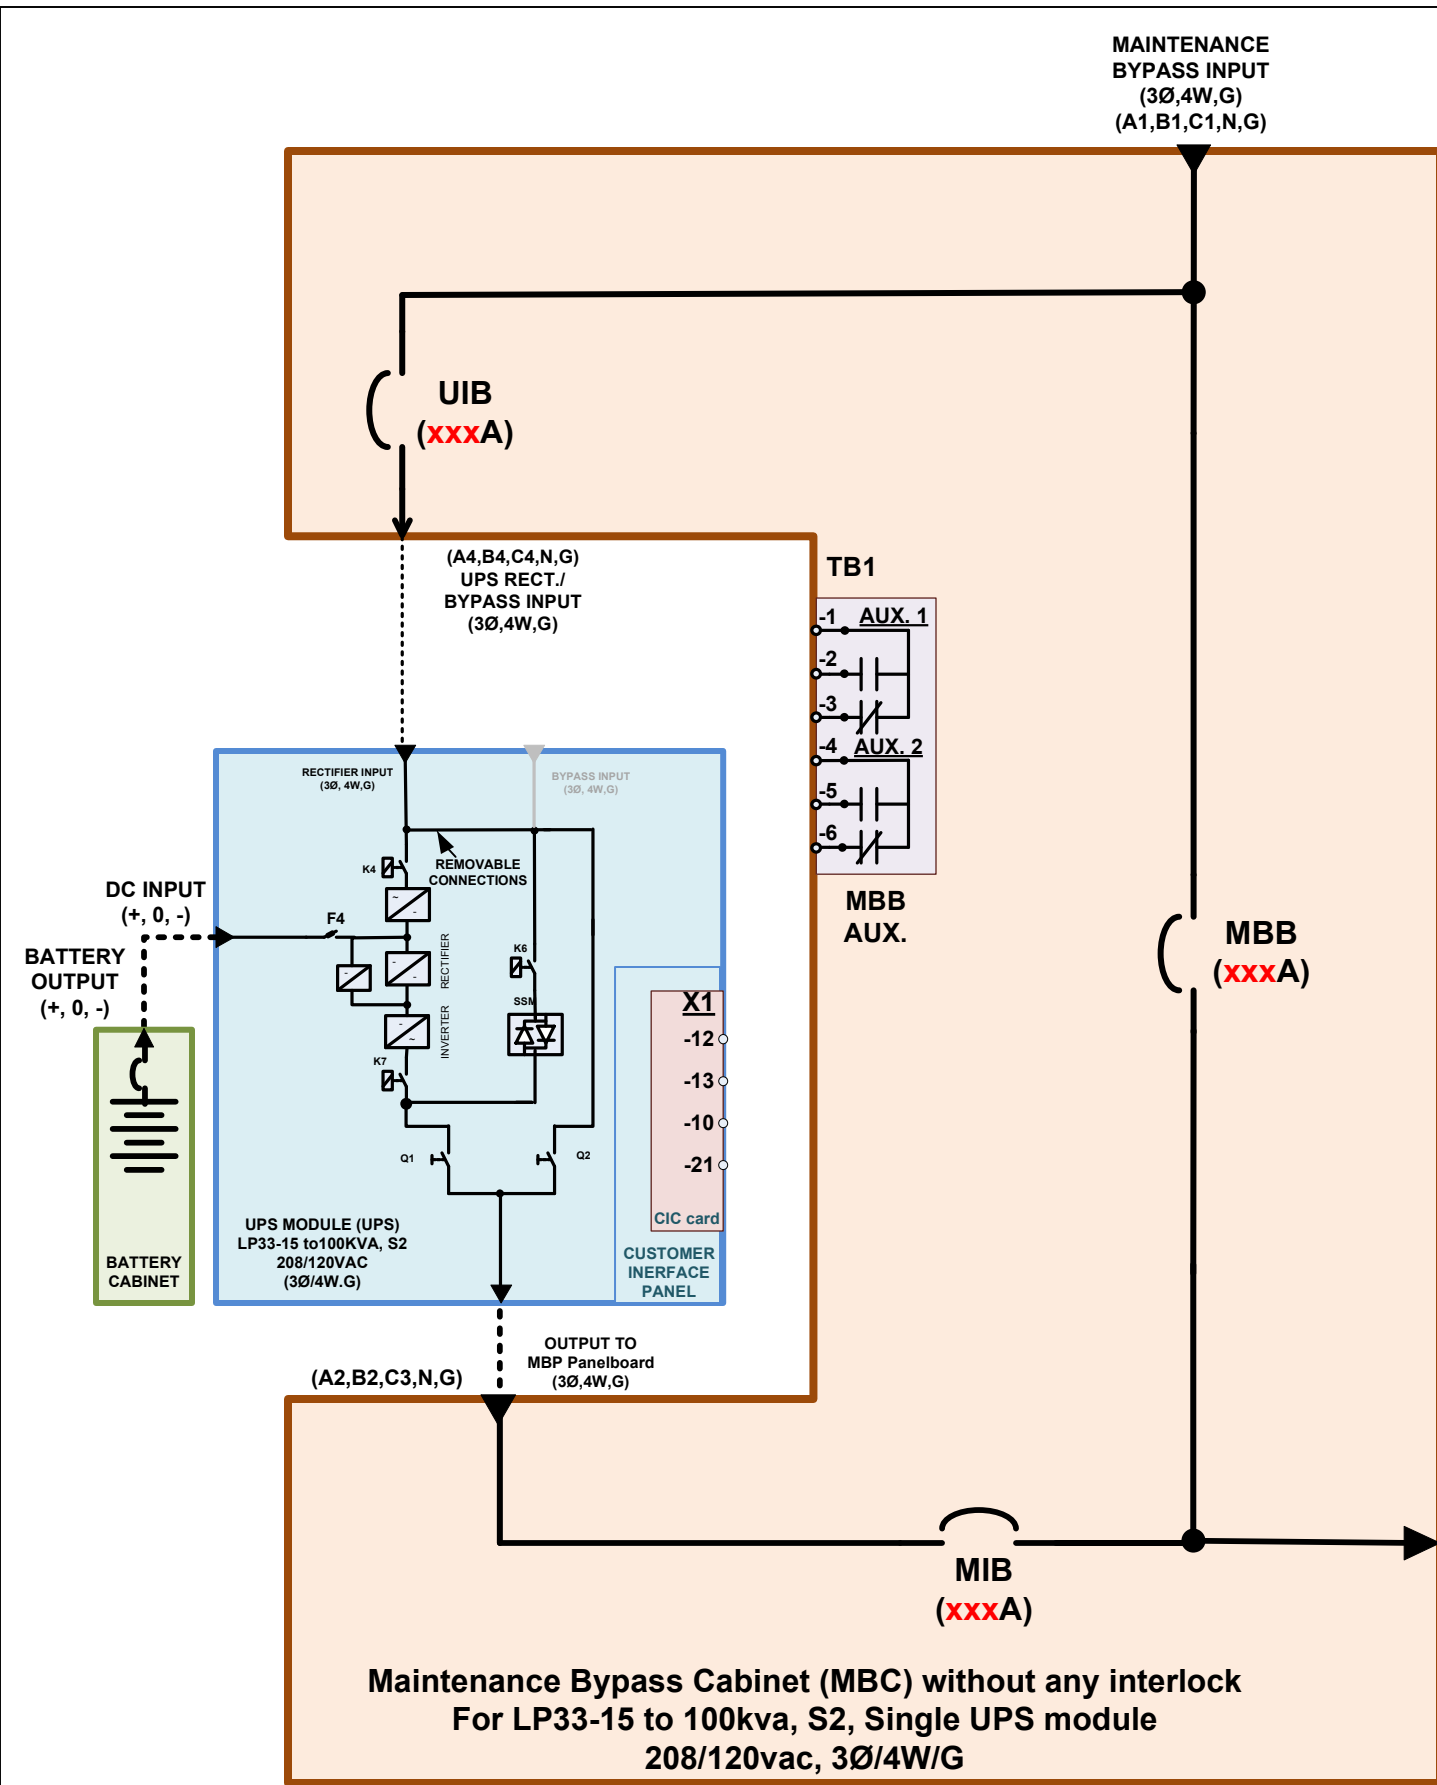 MAINTENANCE
BYPASS INPUT
(3Ø,4W,G)
(A1,B1,C1,N,G)
UIB
(xxxA)
(A4,B4,C4,N,G)
UPS RECT./
BYPASS INPUT
(3Ø,4W,G)
TB1
-1 AUX. 1
-2
-3
-4 AUX. 2
-5
-6
MBB
AUX.
MBB
(xxxA)
RECTIFIER INPUT
(3Ø, 4W,G)
BYPASS INPUT
(3Ø, 4W,G)
K4
REMOVABLE
CONNECTIONS
DC INPUT
(+, 0, -)
F4
BATTERY
OUTPUT
(+, 0, -)
RECTIFIER
K6
SSM
INVERTER
K7
X1
-12
-13
-10
-21
CIC card
Q1
Q2
UPS MODULE (UPS)
LP33-15 to100KVA, S2
208/120VAC
(3Ø/4W.G)
CUSTOMER
INERFACE
PANEL
BATTERY
CABINET
OUTPUT TO
MBP Panelboard
(3Ø,4W,G)
(A2,B2,C3,N,G)
MIB
(xxxA)
Maintenance Bypass Cabinet (MBC) without any interlock
For LP33-15 to 100kva, S2, Single UPS module
208/120vac, 3Ø/4W/G